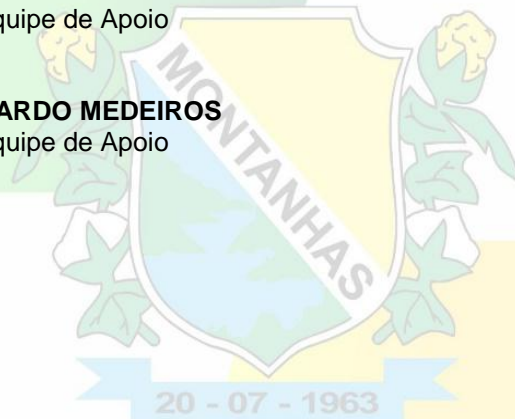 quipe de Apoio
ARDO MEDEIROS
quipe de Apoio
MONTANHAS
20 - 07 - 1963